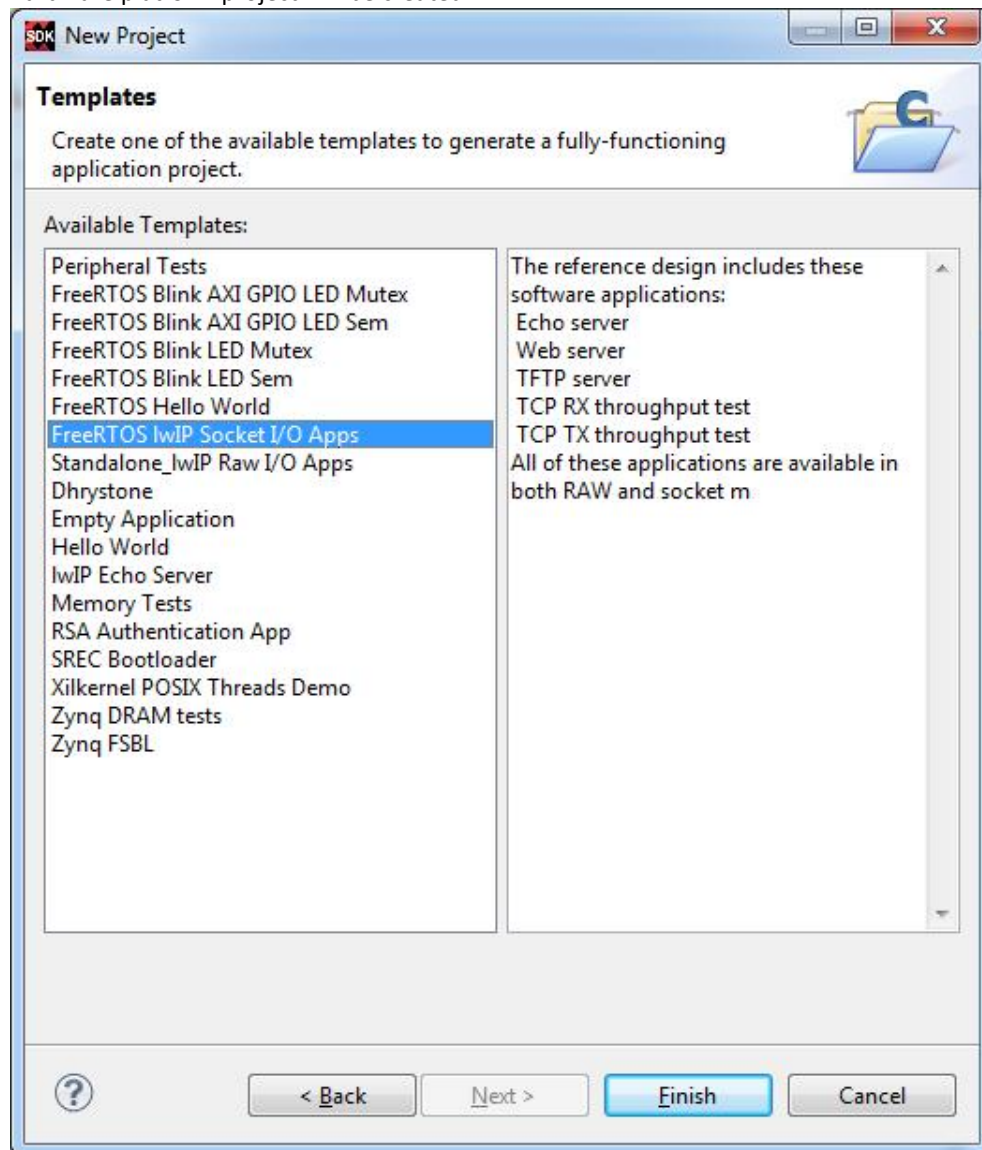 SDK New Project
Templates
Create one of the available templates to generate a fully-functioning
application project.
C
Available Templates:
Peripheral Tests
FreeRTOS Blink AXI GPIO LED Mutex
FreeRTOS Blink AXI GPIO LED Sem
FreeRTOS Blink LED Mutex
FreeRTOS Blink LED Sem
FreeRTOS Hello World
FreeRTOS lwIP Socket I/O Apps
Standalone_lwIP Raw I/O Apps
Dhrystone
Empty Application
Hello World
lwIP Echo Server
Memory Tests
RSA Authentication App
SREC Bootloader
Xilkernel POSIX Threads Demo
Zynq DRAM tests
Zynq FSBL
The reference design includes these
software applications:
Echo server
Web server
TFTP server
TCP RX throughput test
TCP TX throughput test
All of these applications are available in
both RAW and socket m
?
< Back
Next >
Finish
Cancel